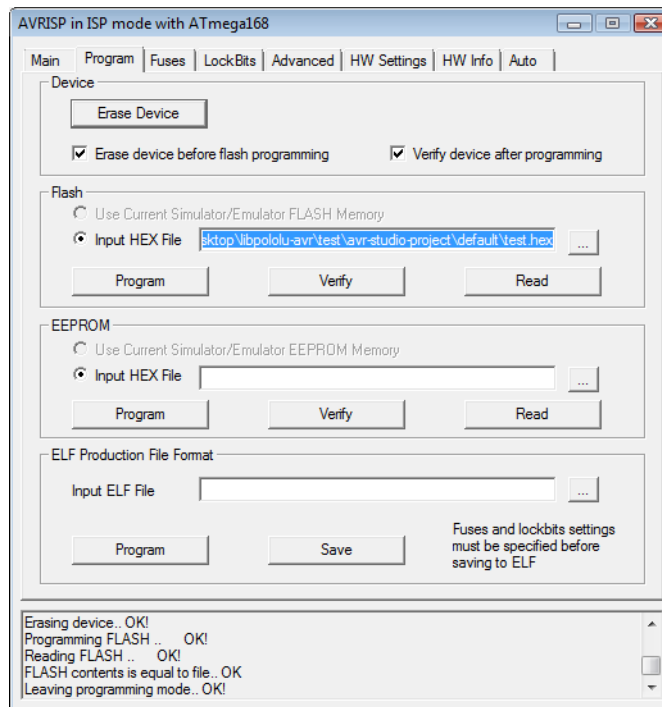 AVRISP in ISP mode with ATmega168
Main Program Fuses LockBits Advanced HW Settings HW Info Auto
Device
Erase Device
Erase device before flash programming Verify device after programming
Flash
Use Current Simulator/Emulator FLASH Memory
Input HEX File sktop\libpololu-avr\test\avr-studio-project\default\test.hex ...
Program Verify Read
EEPROM
Use Current Simulator/Emulator EEPROM Memory
Input HEX File ...
Program Verify Read
ELF Production File Format
Input ELF File ...
Program Save Fuses and lockbits settings
must be specified before
saving to ELF
Erasing device.. OK!
Programming FLASH .. OK!
Reading FLASH .. OK!
FLASH contents is equal to file.. OK
Leaving programming mode.. OK!